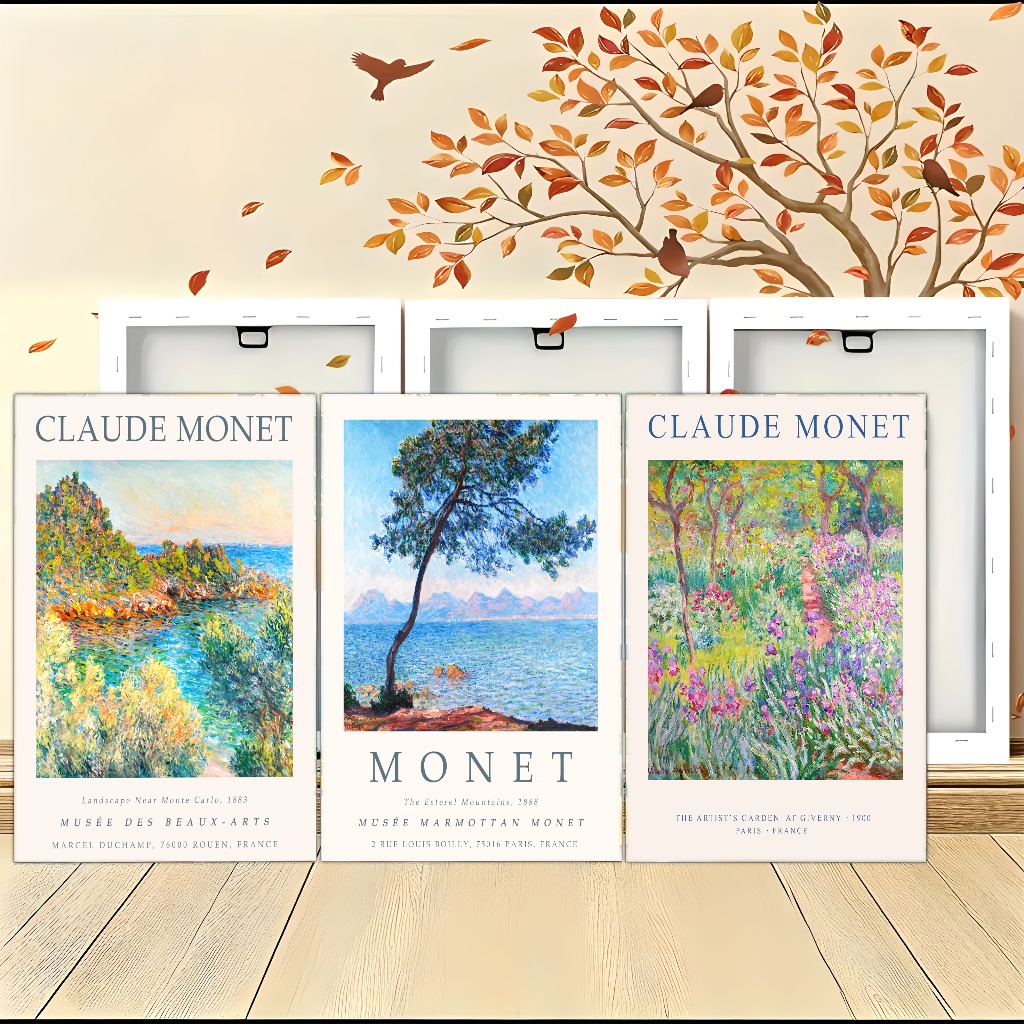 CLAUDE MONET
Landscape Near Monte Carlo, 1883
MUSÉE DES BEAUX-ARTS
MARCEL DUCHAMP, 76000 ROUEN, FRANCE
MONET
The Esterel Mountains, 1888
MUSÉE MARMOTTAN MONET
2 RUE LOUIS BOILLY, 75016 PARIS, FRANCE
CLAUDE MONET
THE ARTIST'S GARDEN AT GIVERNY · 1900
PARIS · FRANCE